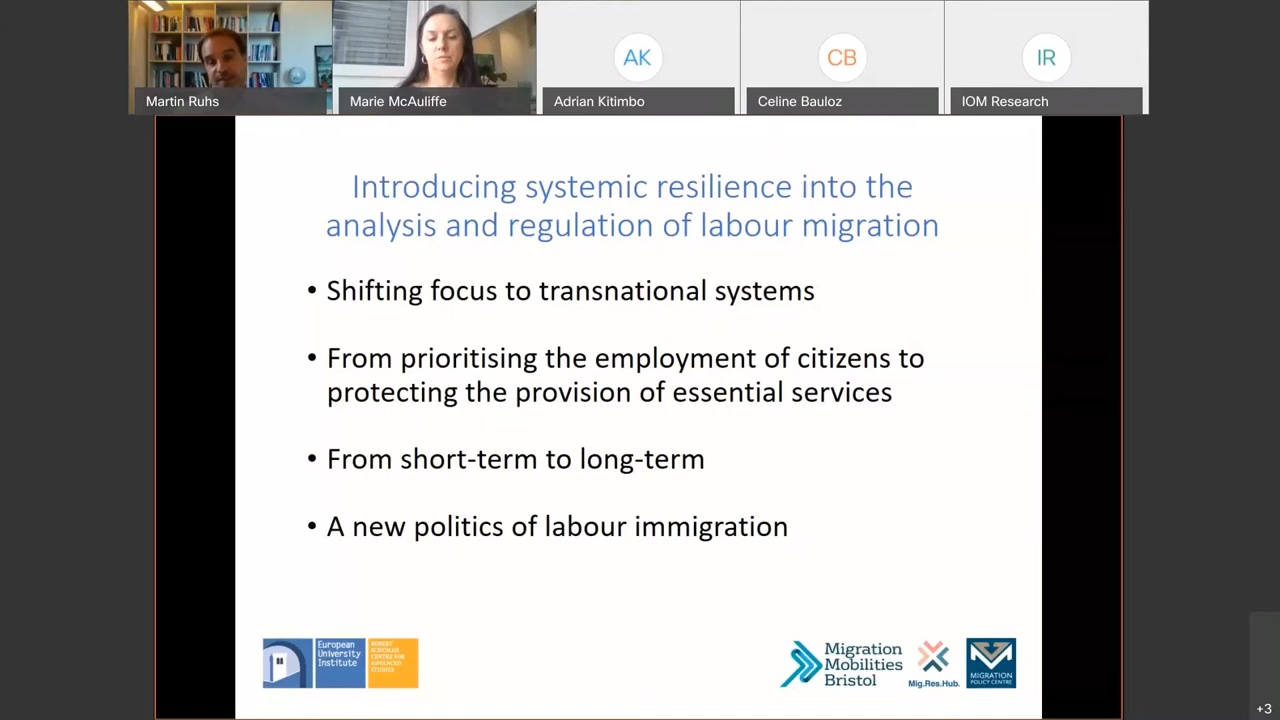 AK
CB
IR
Martin Ruhs
Marie McAuliffe
Adrian Kitimbo
Celine Bauloz
IOM Research
Introducing systemic resilience into the
analysis and regulation of labour migration
• Shifting focus to transnational systems
• From prioritising the employment of citizens to
protecting the provision of essential services
• From short-term to long-term
• A new politics of labour immigration
European
University
Institute
ROBERT
SCHUMAN
CENTRE FOR
ADVANCED
STUDIES
Migration
Mobilities
Bristol
Mig.Res.Hub.
MIGRATION
POLICY CENTRE
+3